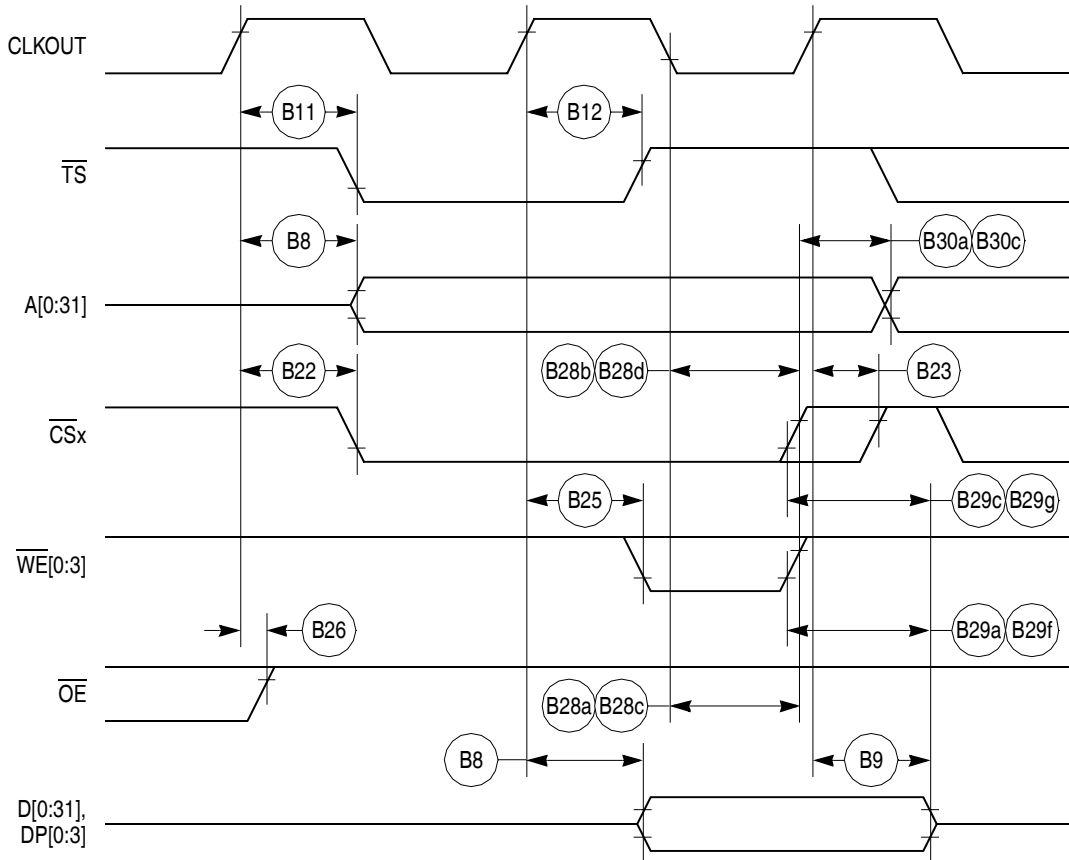 CLKOUT
B11
B12
TS
B8
B30a B30c
A[0:31]
B22
B28b B28d
B23
CSx
B25
B29c B29g
WE[0:3]
B26
B29a B29f
OE
B28a B28c
B8
B9
D[0:31],
DP[0:3]